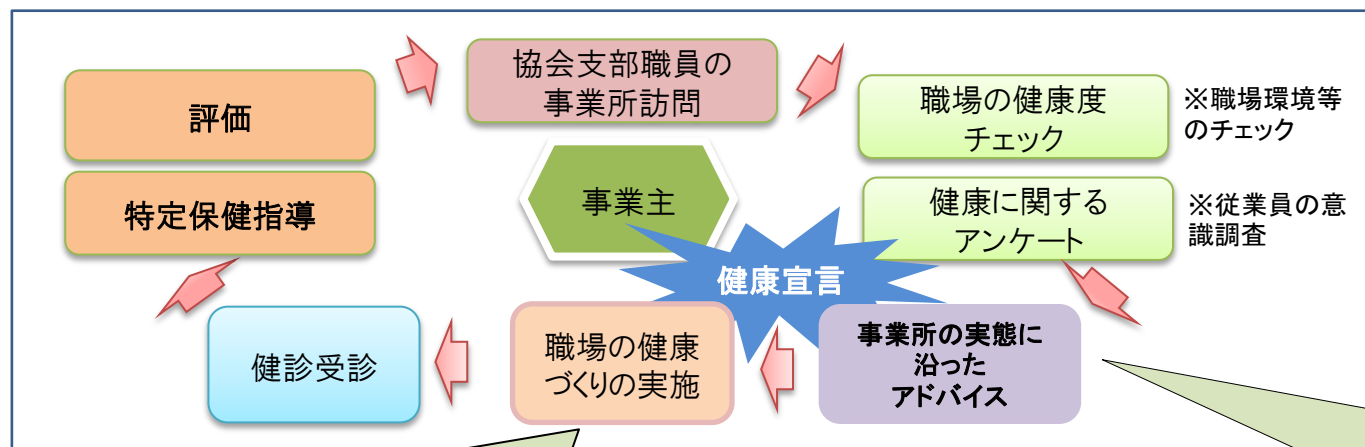 協会支部職員の
事業所訪問
職場の健康度
チェック
※職場環境等
のチェック
健康に関する
アンケート
※従業員の意
識調査
事業所の実態に
沿った
アドバイス
職場の健康
づくりの実施
健診受診
特定保健指導
評価
事業主
健康宣言